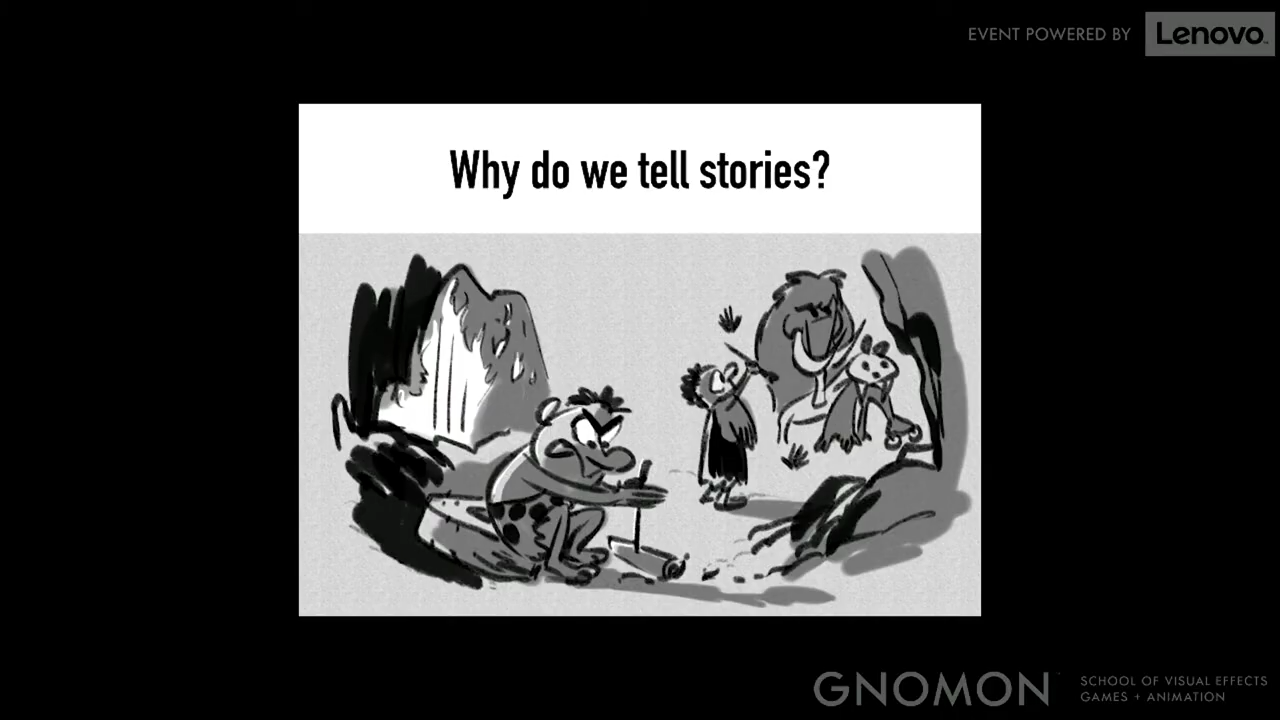 EVENT POWERED BY
Lenovo
Why do we tell stories?
GNOMON
SCHOOL OF VISUAL EFFECTS
GAMES + ANIMATION